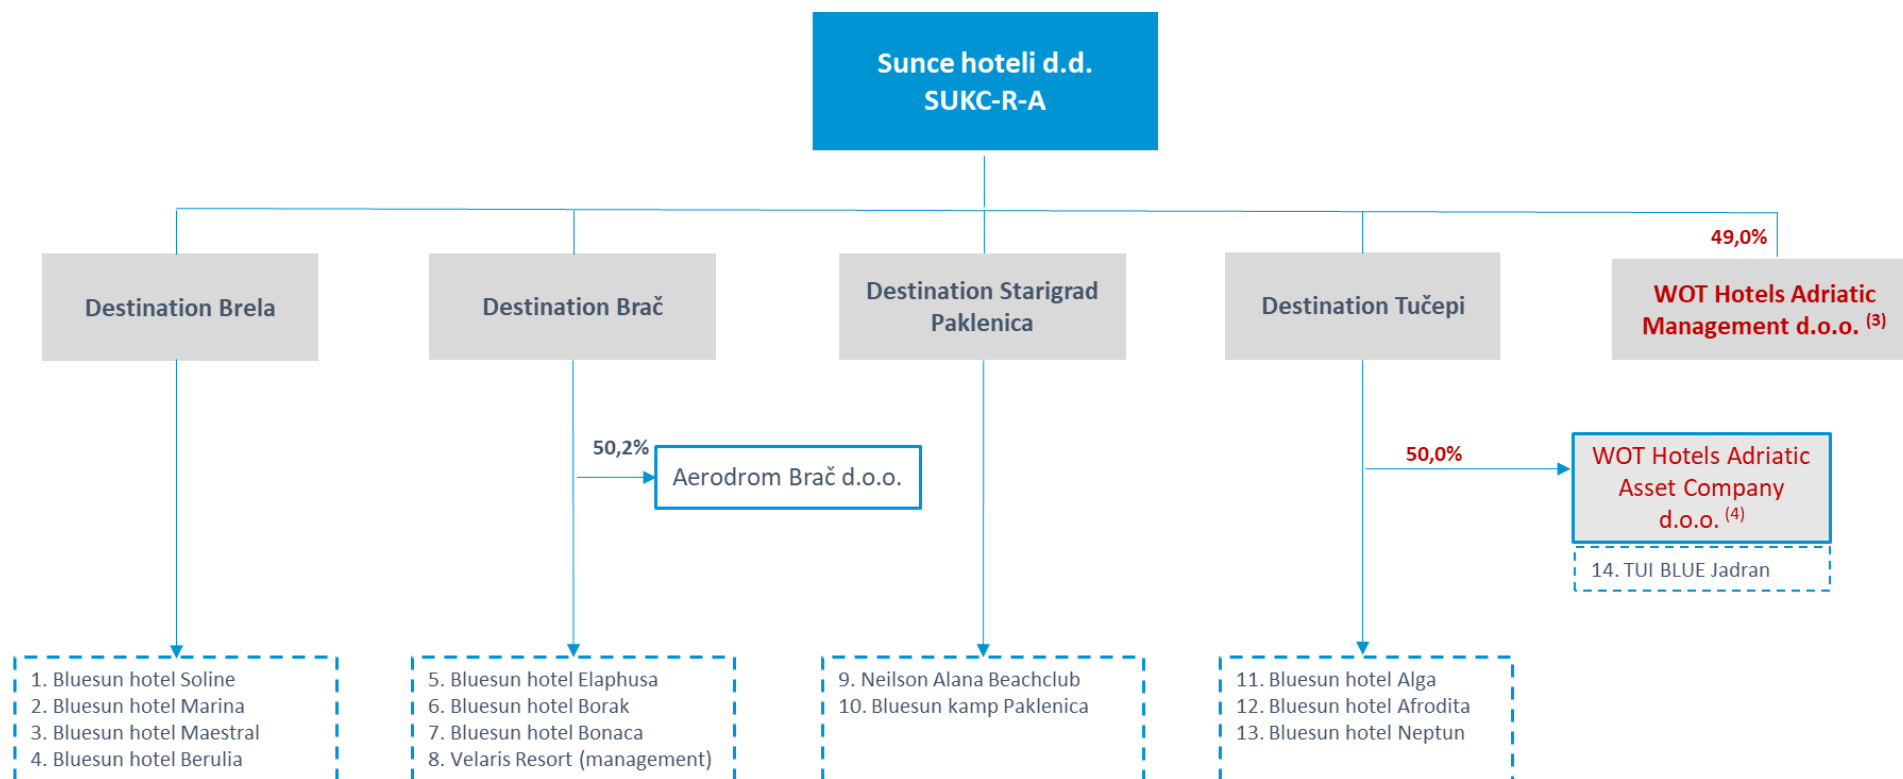 Sunce hoteli d.d.
SUKC-R-A
49,0%
Destination Brela
Destination Brač
Destination Starigrad
Paklenica
Destination Tučepi
WOT Hotels Adriatic
Management d.o.o. (3)
50,2%
Aerodrom Brač d.o.o.
50,0%
WOT Hotels Adriatic
Asset Company
d.o.o. (4)
14. TUI BLUE Jadran
1. Bluesun hotel Soline
2. Bluesun hotel Marina
3. Bluesun hotel Maestral
4. Bluesun hotel Berulia
5. Bluesun hotel Elaphusa
6. Bluesun hotel Borak
7. Bluesun hotel Bonaca
8. Velaris Resort (management)
9. Neilson Alana Beachclub
10. Bluesun kamp Paklenica
11. Bluesun hotel Alga
12. Bluesun hotel Afrodita
13. Bluesun hotel Neptun